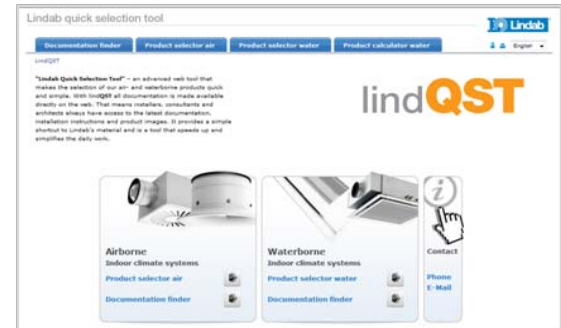 Lindab quick selection tool
Lindab
Documentation finder
Product selector air
Product selector water
Product calculator water
English
LindQST
"Lindab Quick Selection Tool" – an advanced web tool that
makes the selection of our air- and waterborne products quick
and simple. With lindQST all documentation is made available
directly on the web. That means installers, consultants and
architects always have access to the latest documentation,
installation instructions and product images. It provides a simple
shortcut to Lindab's material and is a tool that speeds up and
simplifies the daily work.
lindQST
Airborne
Indoor climate systems
Product selector air
Documentation finder
Waterborne
Indoor climate systems
Product selector water
Documentation finder
i
Contact
Phone
E-Mail